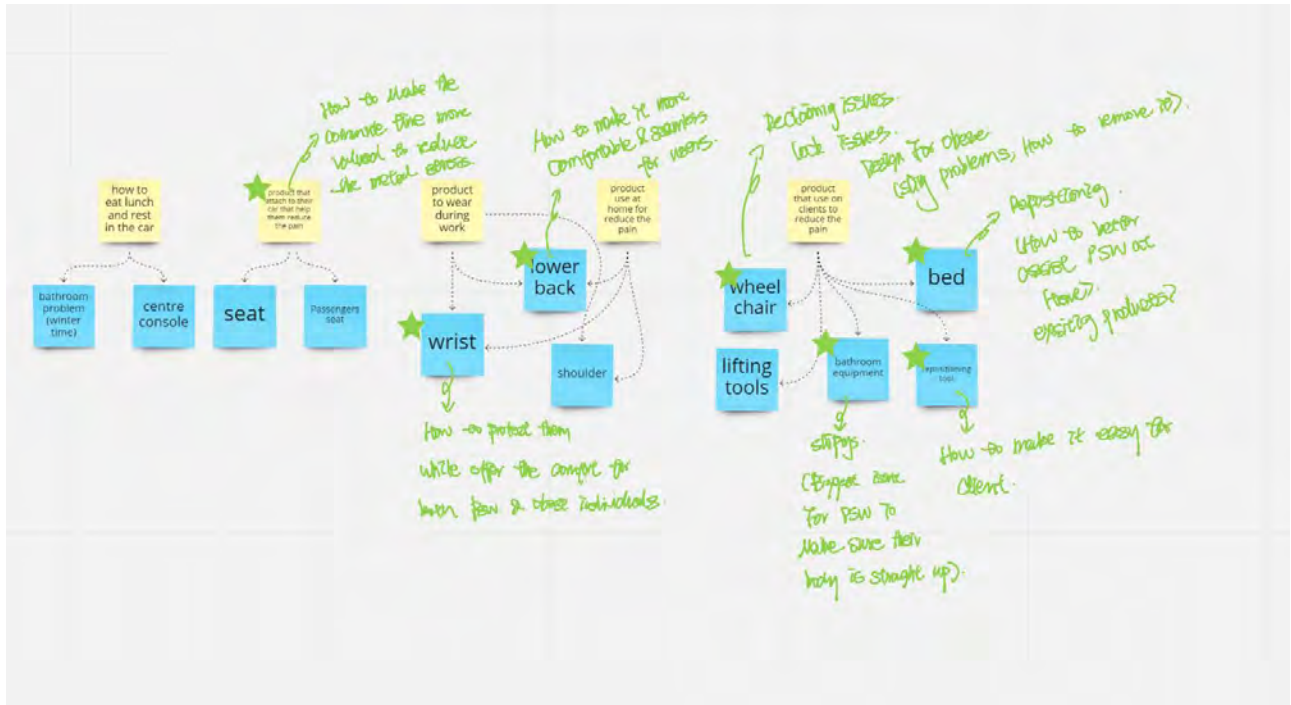 How to make the
commute time more
valued to reduce
the mental stress.
How to make it more
comfortable & seamless
for users.
Reclining issues.
Lock issues.
Design for obese
problems, How to remove it).
how to
eat lunch
and rest
in the car
product that
attach to their
car that help
them reduce
the pain
product
to wear
during
work
product
use at
home for
reduce the
pain
product
that use on
clients to
reduce the
pain
Repositioning.
(How to better
assist PSW at
home).
existing products?
bathroom
problem
(winter
time)
centre
console
seat
Passengers
seat
lower
back
wrist
shoulder
wheel
chair
bed
lifting
tools
bathroom
equipment
repositioning
tool
How to protect them
while offer the comfort for
both PSW & obese individuals.
(Biggest issue
for PSW to
make sure their
body is straight up).
How to make it easy for
client.